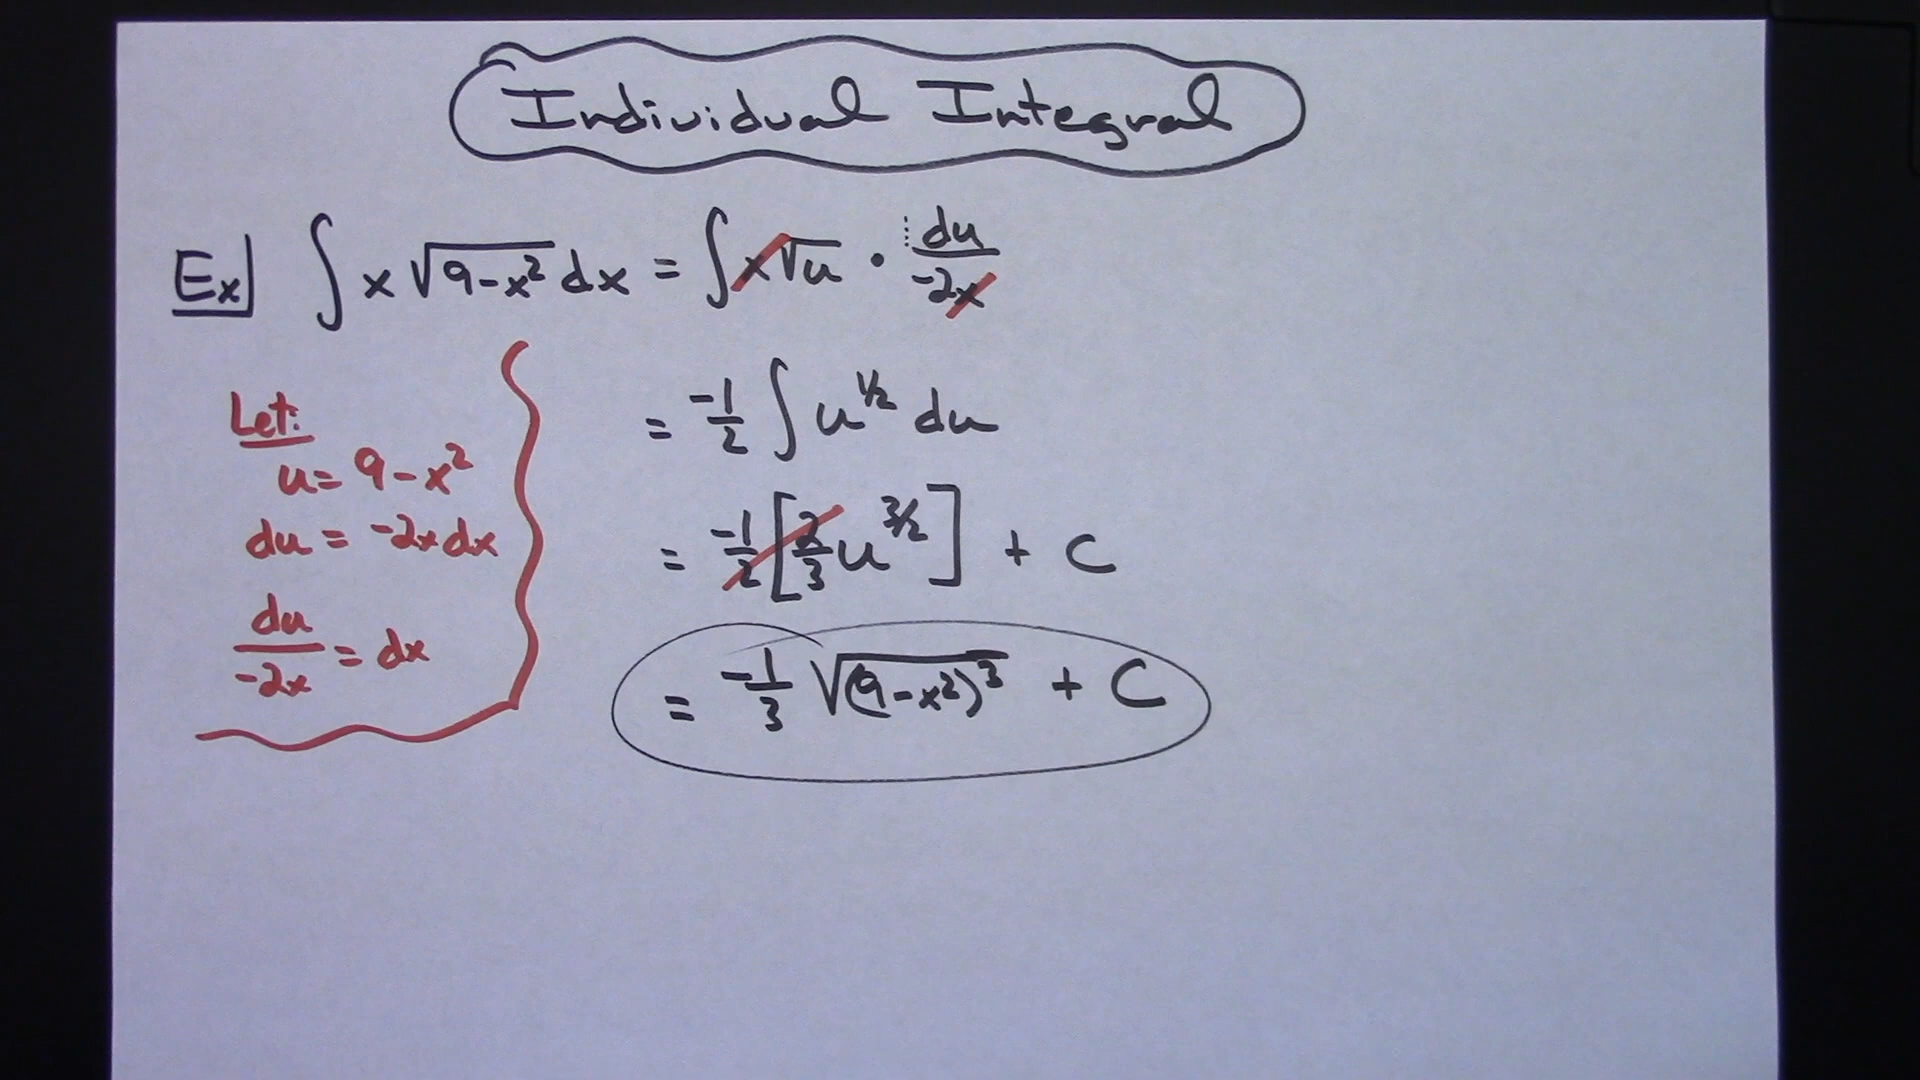 Individual Integral
Ex ∫ x √(9-x²) dx = ∫ x√u · du/-2x
Let:
u = 9-x²
du = -2x dx
du/-2x = dx
= -1/2 ∫ u^(1/2) du
= -1/2 [2/3 u^(3/2)] + C
= -1/3 √((9-x²)³) + C